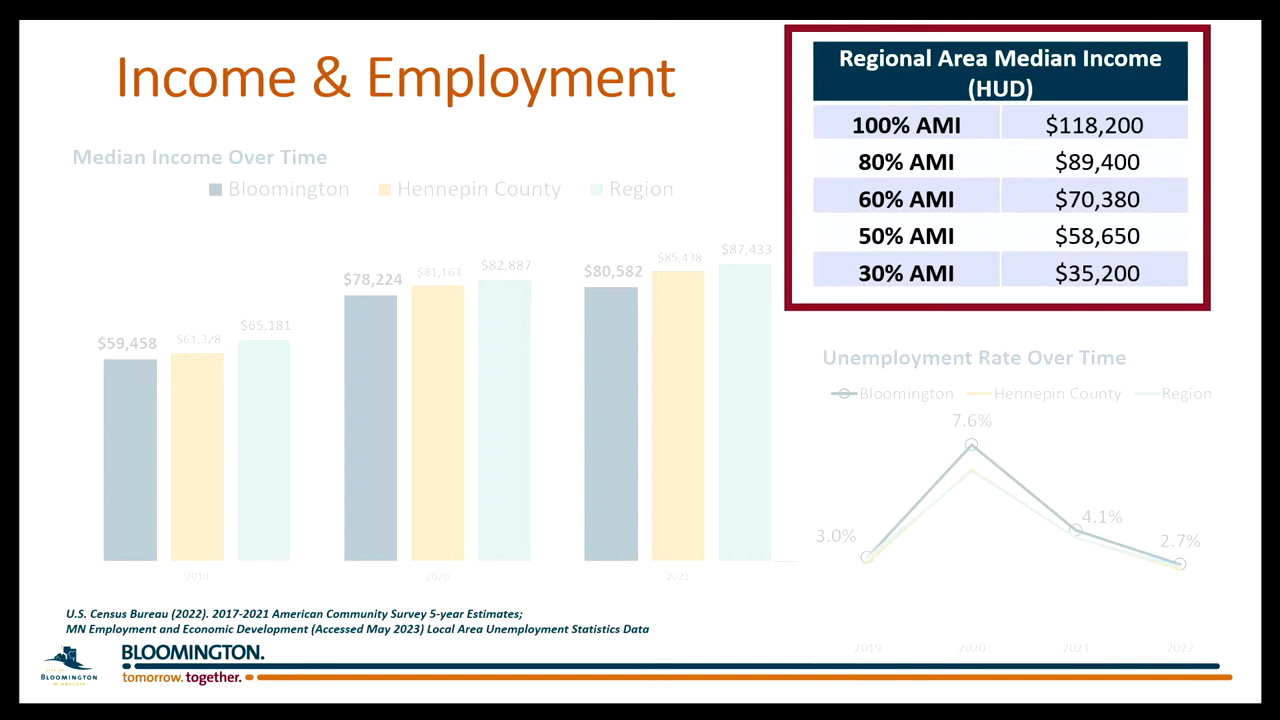 Income & Employment
Regional Area Median Income
(HUD)
100% AMI $118,200
80% AMI $89,400
60% AMI $70,380
50% AMI $58,650
30% AMI $35,200
Median Income Over Time
Bloomington Hennepin County Region
$59,458 $61,328 $65,181
$78,224 $81,163 $82,887
$80,582 $85,438 $87,433
2010 2020 2021
Unemployment Rate Over Time
Bloomington Hennepin County Region
3.0% 7.6% 4.1% 2.7%
2019 2020 2021 2022
U.S. Census Bureau (2022). 2017-2021 American Community Survey 5-year Estimates;
MN Employment and Economic Development (Accessed May 2023) Local Area Unemployment Statistics Data
BLOOMINGTON
MINNESOTA
BLOOMINGTON.
tomorrow. together.